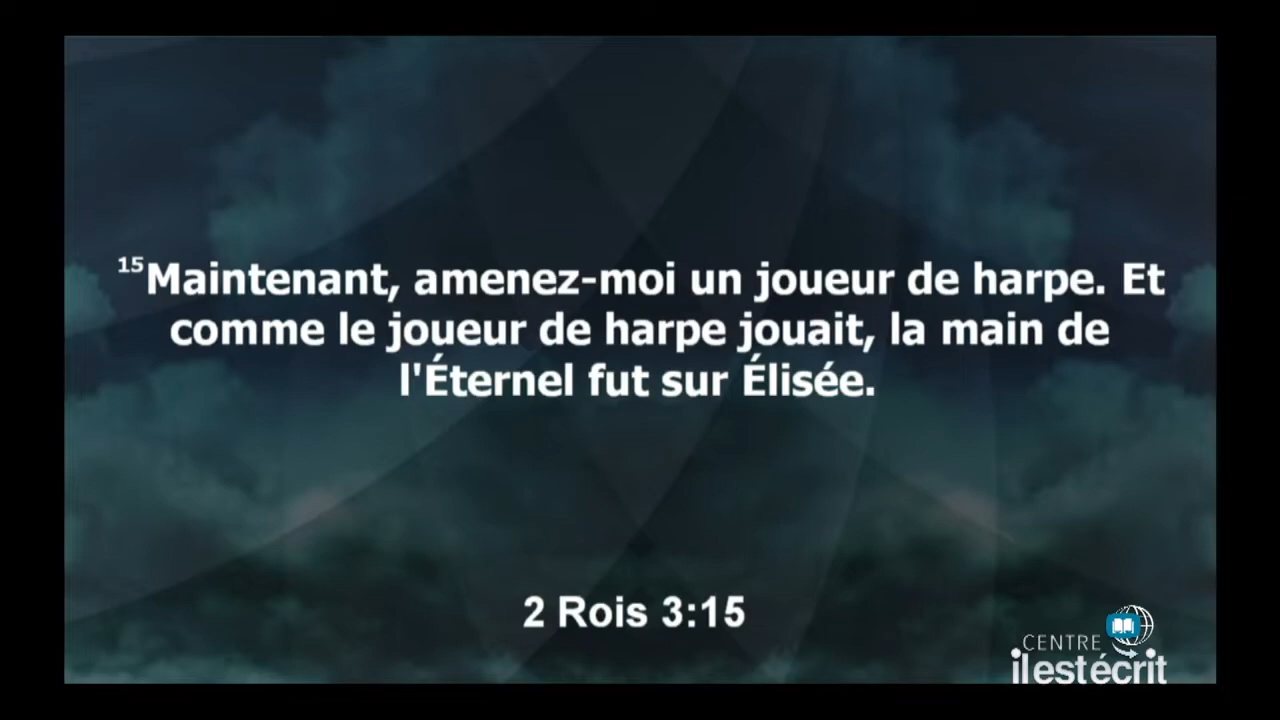 15Maintenant, amenez-moi un joueur de harpe. Et
comme le joueur de harpe jouait, la main de
l'Éternel fut sur Élisée.
2 Rois 3:15
CENTRE
ilestécrit